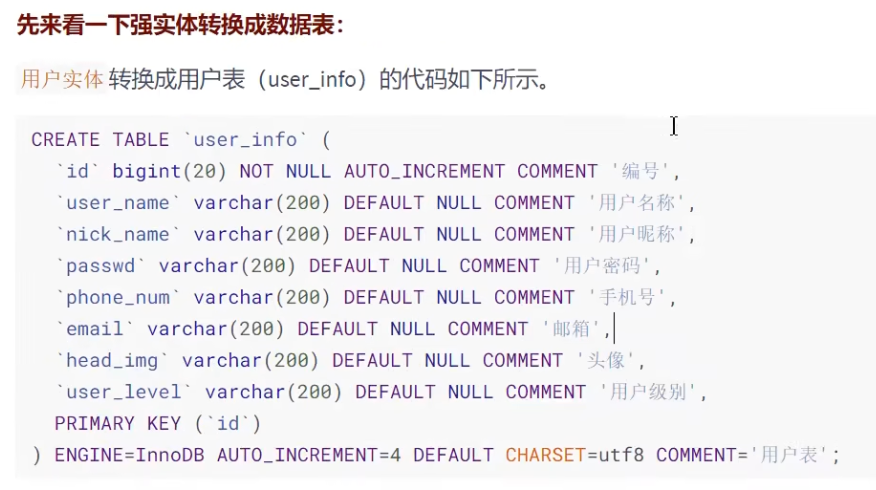 先来看一下强实体转换成数据表：
用户实体 转换成用户表（user_info）的代码如下所示。
CREATE TABLE `user_info` (
  `id` bigint(20) NOT NULL AUTO_INCREMENT COMMENT '编号',
  `user_name` varchar(200) DEFAULT NULL COMMENT '用户名称',
  `nick_name` varchar(200) DEFAULT NULL COMMENT '用户昵称',
  `passwd` varchar(200) DEFAULT NULL COMMENT '用户密码',
  `phone_num` varchar(200) DEFAULT NULL COMMENT '手机号',
  `email` varchar(200) DEFAULT NULL COMMENT '邮箱',
  `head_img` varchar(200) DEFAULT NULL COMMENT '头像',
  `user_level` varchar(200) DEFAULT NULL COMMENT '用户级别',
  PRIMARY KEY (`id`)
) ENGINE=InnoDB AUTO_INCREMENT=4 DEFAULT CHARSET=utf8 COMMENT='用户表';